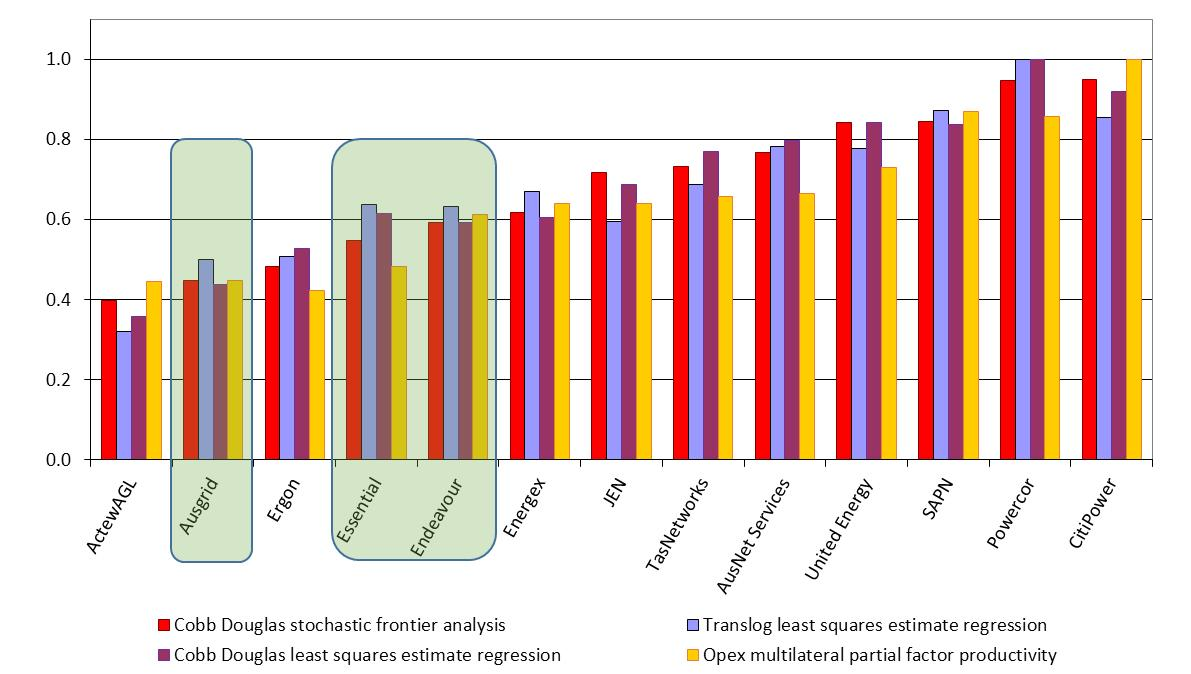 1.0
0.8
0.6
0.4
0.2
0.0
ActewAGL
Ausgrid
Ergon
Essential
Endeavour
Energex
JEN
TasNetworks
AusNet Services
United Energy
SAPN
Powercor
CitiPower
Cobb Douglas stochastic frontier analysis
Translog least squares estimate regression
Cobb Douglas least squares estimate regression
Opex multilateral partial factor productivity